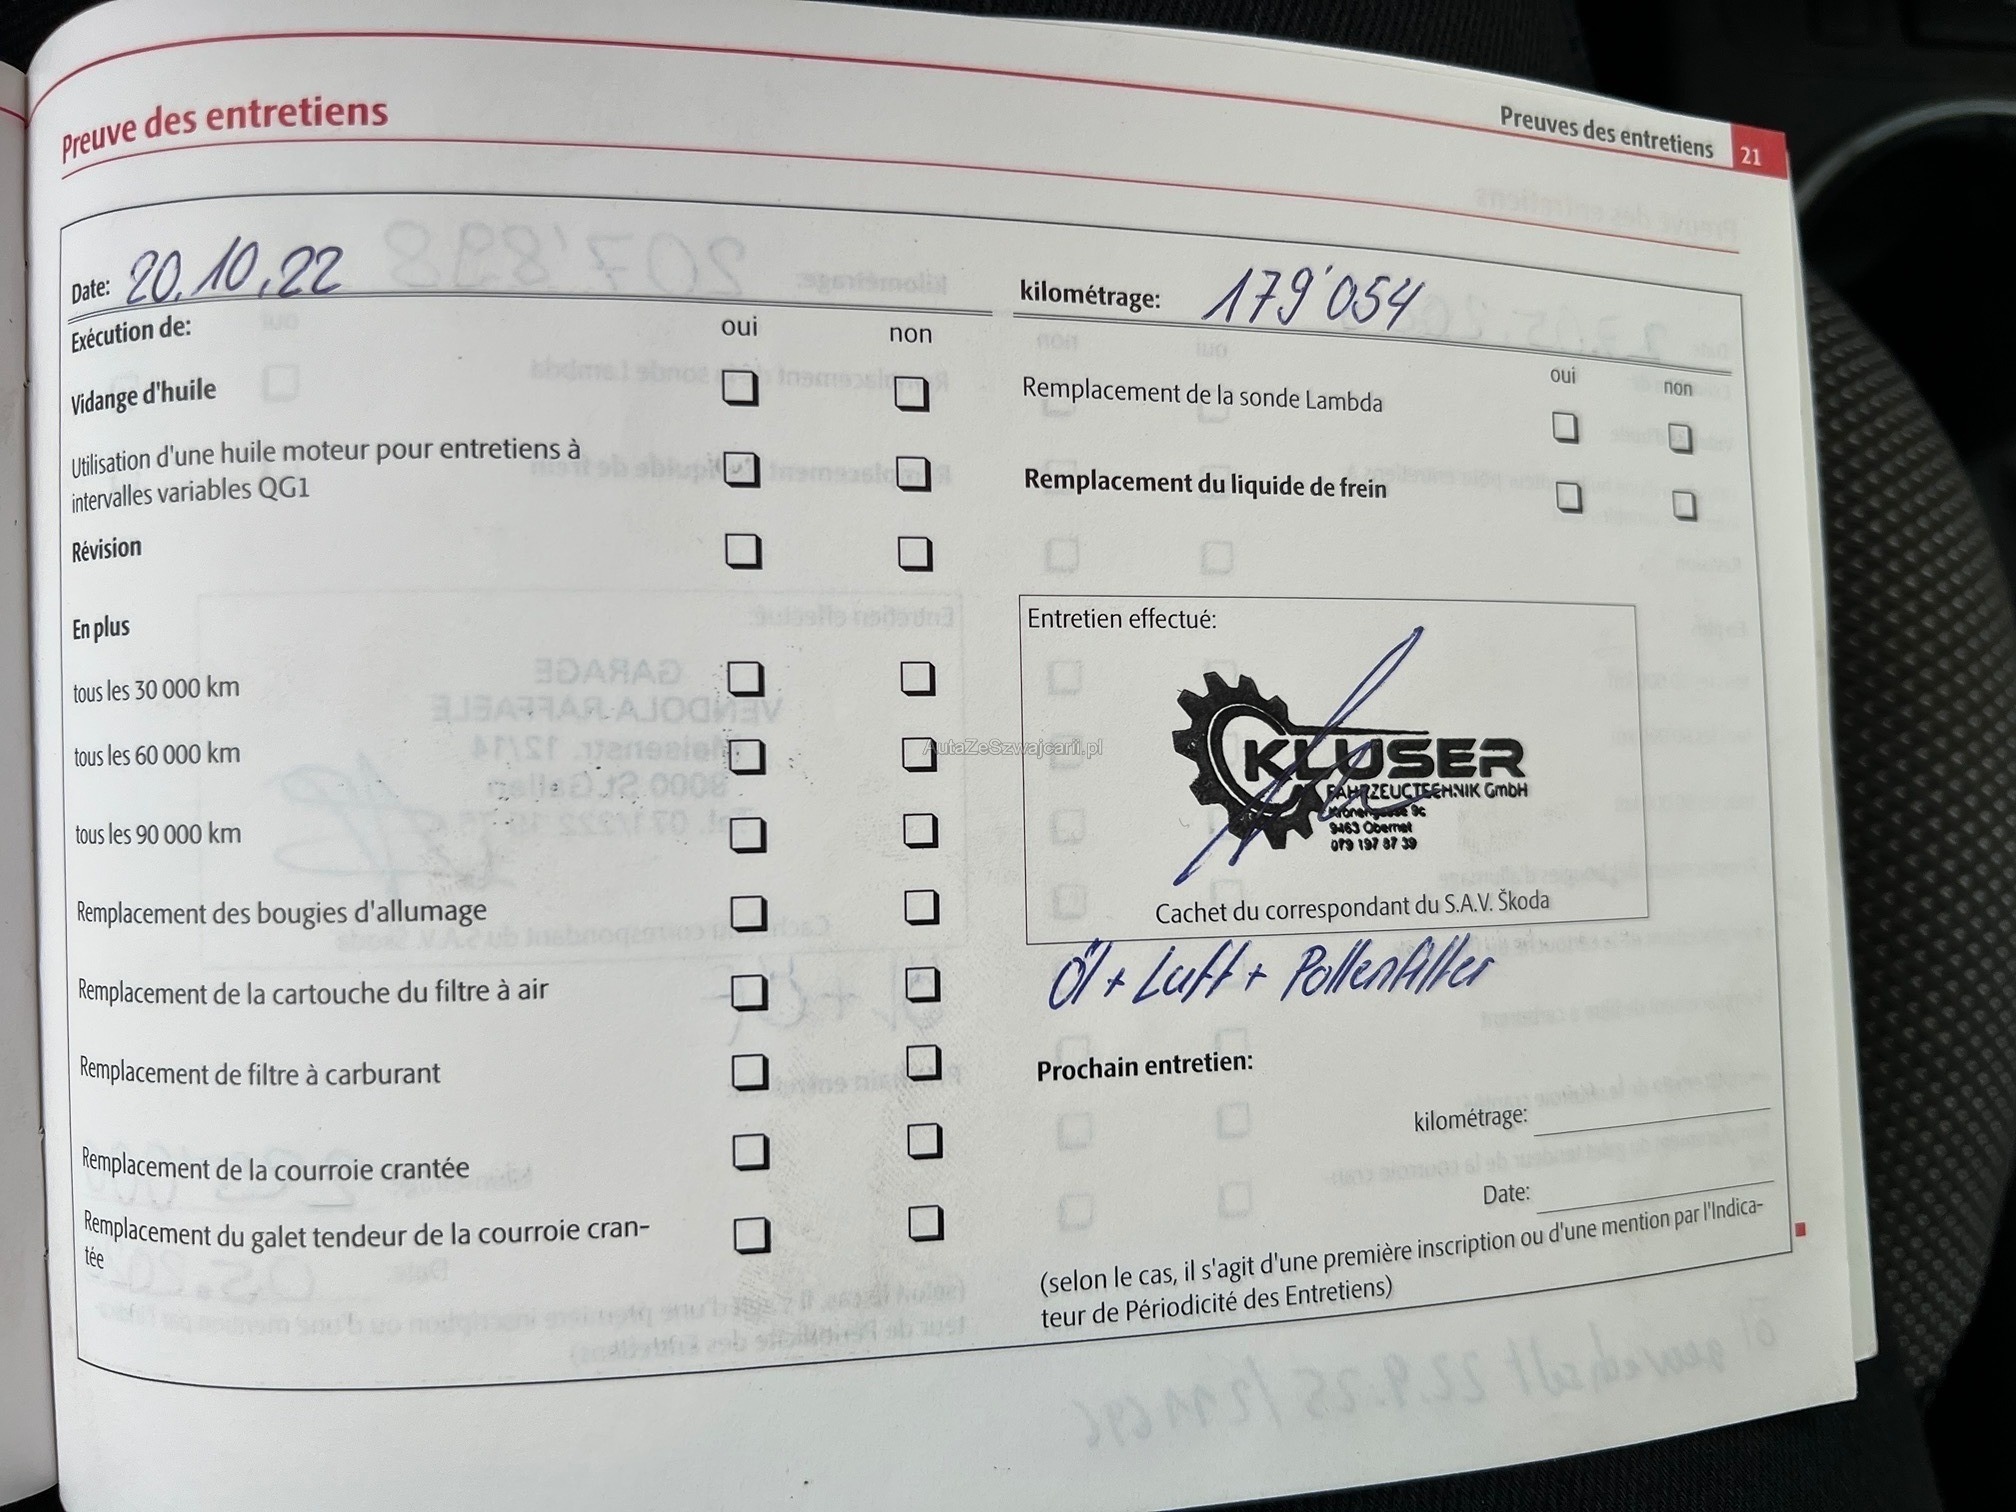 Preuve des entretiens
Preuves des entretiens 21
Date: 20.10.22
kilométrage: 179'054
Exécution de: oui non
Vidange d'huile
Utilisation d'une huile moteur pour entretiens à
intervalles variables QG1
Révision
En plus
tous les 30 000 km
tous les 60 000 km
tous les 90 000 km
Remplacement des bougies d'allumage
Remplacement de la cartouche du filtre à air
Remplacement de filtre à carburant
Remplacement de la courroie crantée
Remplacement du galet tendeur de la courroie cran-
tée
oui non
Remplacement de la sonde Lambda
Remplacement du liquide de frein
Entretien effectué:
KLUSER
FAHRZEUGTECHNIK GmbH
9c
9463 Oberriet
079 197 87 39
AutaZeSzwajcarii.pl
Cachet du correspondant du S.A.V. Škoda
Öl + Luft + Pollenfilter
Prochain entretien:
kilométrage:
Date:
(selon le cas, il s'agit d'une première inscription ou d'une mention par l'Indica-
teur de Périodicité des Entretiens)